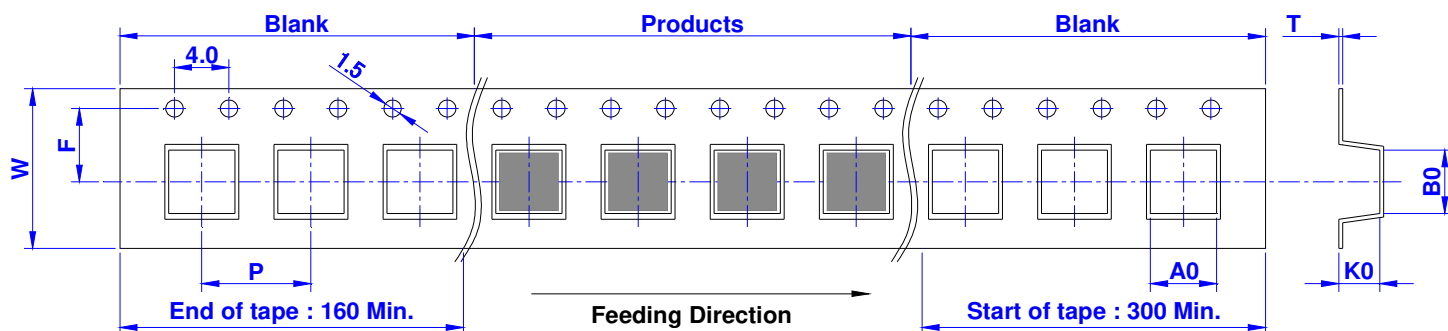 Blank
Products
Blank
T
4.0
1.5
F
W
B0
P
A0
K0
End of tape : 160 Min.
Feeding Direction
Start of tape : 300 Min.